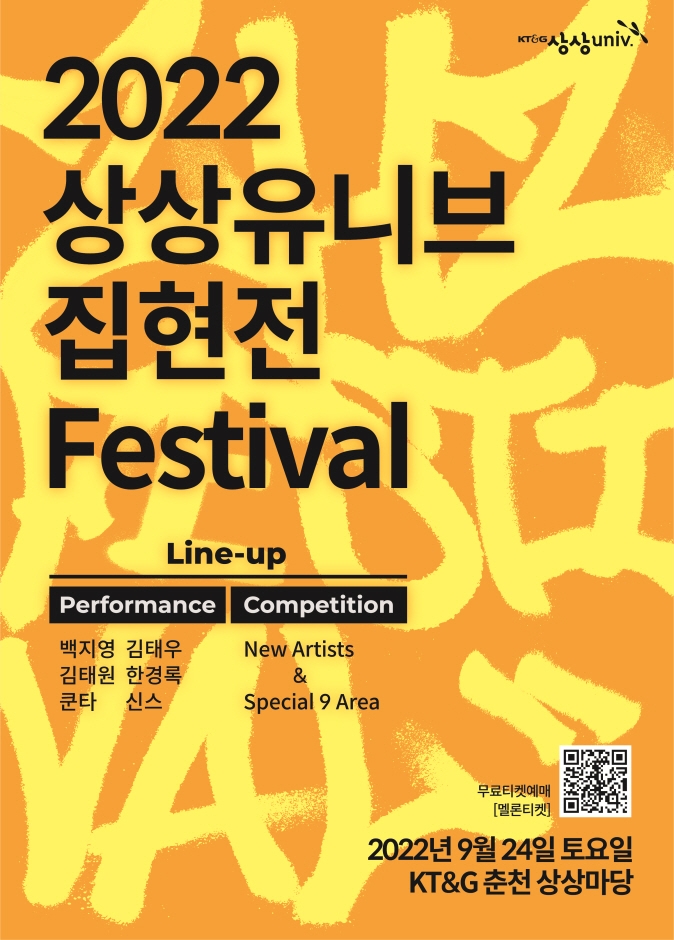 KT&G 상상univ.
2022
상상유니브
집현전
Festival
Line-up
Performance Competition
백지영 김태우 New Artists
김태원 한경록 &
쿤타 신스 Special 9 Area
무료티켓예매
[멜론티켓]
2022년 9월 24일 토요일
KT&G 춘천 상상마당